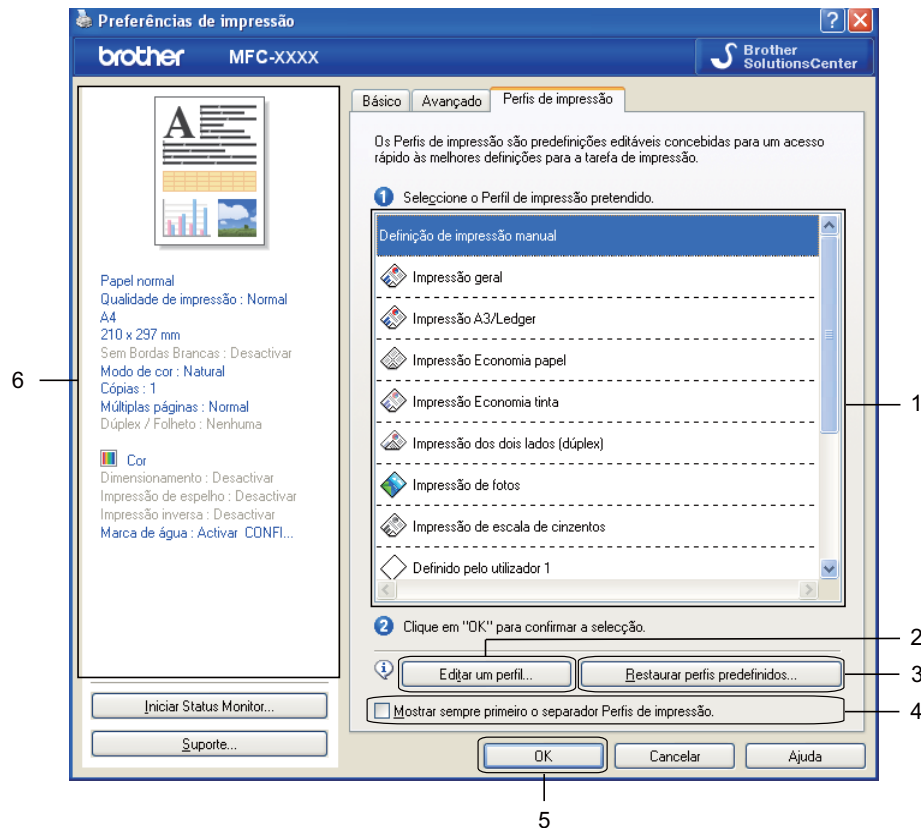 Preferências de impressão
brother MFC-XXXX
Brother
SolutionsCenter
A
Papel normal
Qualidade de impressão : Normal
A4
210 x 297 mm
Sem Bordas Brancas : Desactivar
Modo de cor : Natural
Cópias : 1
Múltiplas páginas : Normal
Dúplex / Folheto : Nenhuma
Cor
Dimensionamento : Desactivar
Impressão de espelho : Desactivar
Impressão inversa : Desactivar
Marca de água : Activar CONFI...
6
Iniciar Status Monitor...
Suporte...
Básico Avançado Perfis de impressão
Os Perfis de impressão são predefinições editáveis concebidas para um acesso
rápido às melhores definições para a tarefa de impressão.
1 Seleccione o Perfil de impressão pretendido.
Definição de impressão manual
Impressão geral
Impressão A3/Ledger
Impressão Economia papel
Impressão Economia tinta
Impressão dos dois lados (dúplex)
Impressão de fotos
Impressão de escala de cinzentos
Definido pelo utilizador 1
1
2 Clique em "OK" para confirmar a selecção.
2
Editar um perfil... Restaurar perfis predefinidos...
3
Mostrar sempre primeiro o separador Perfis de impressão.
4
OK Cancelar Ajuda
5